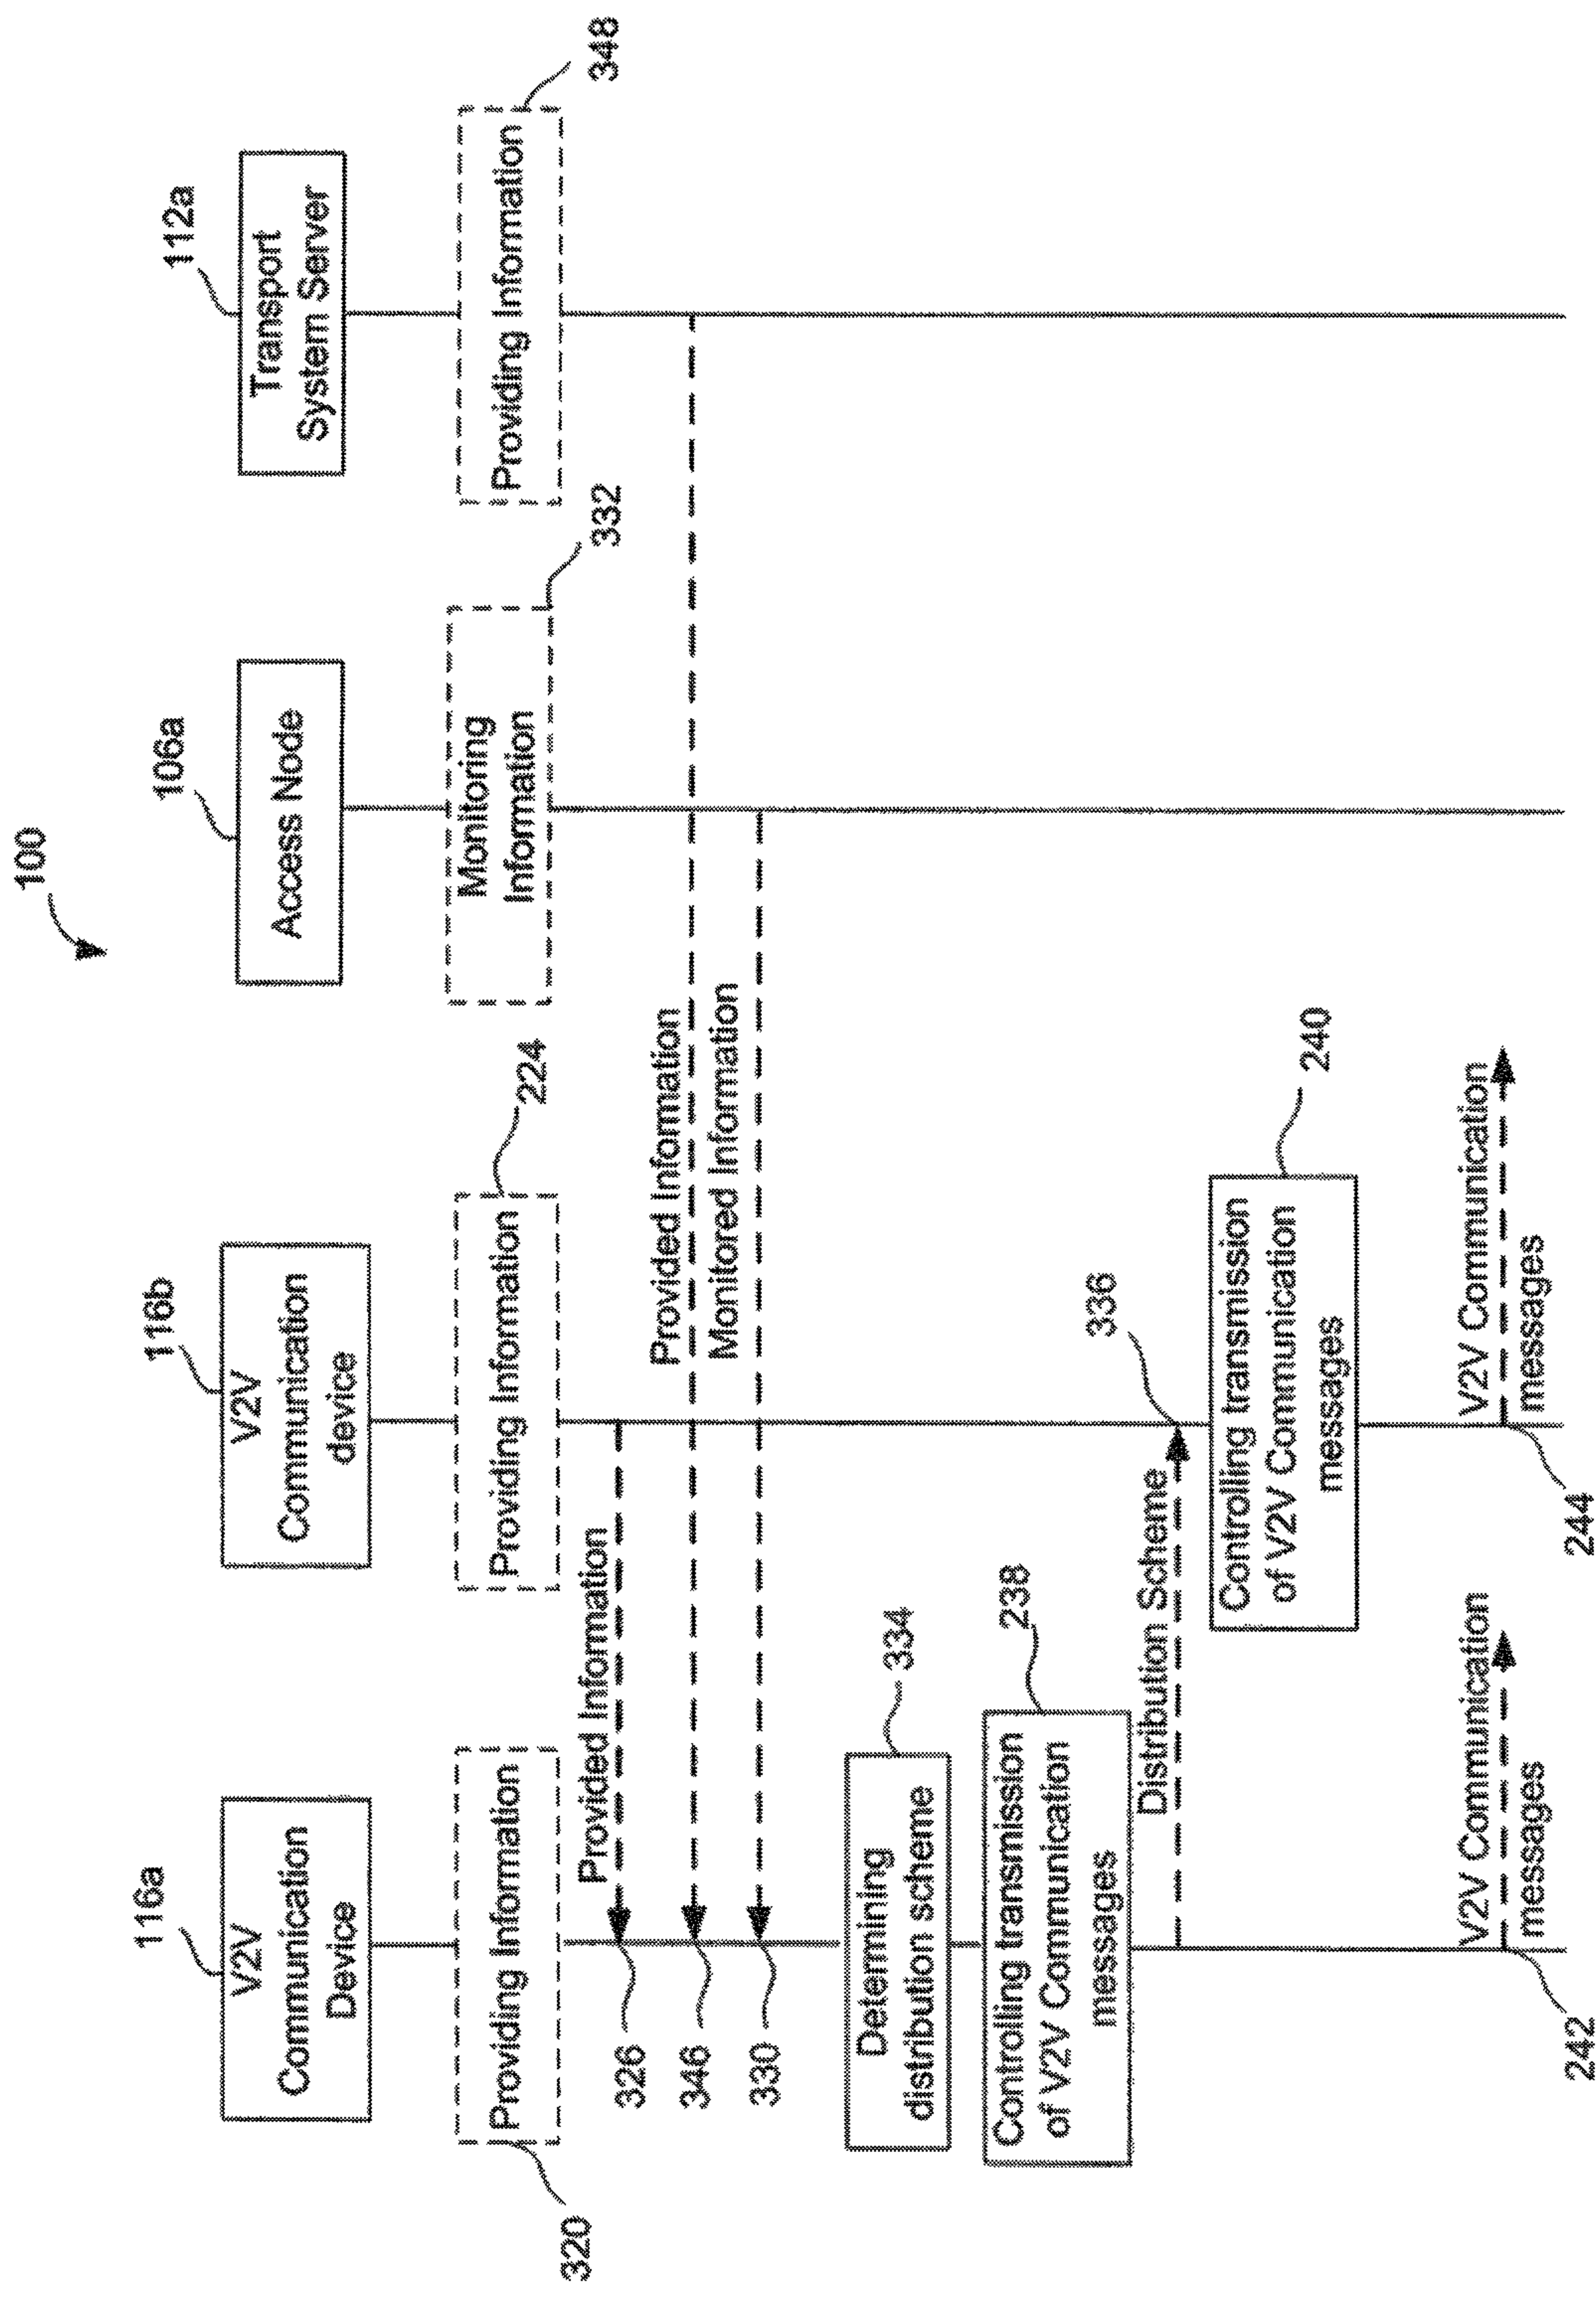 100
116a
116b
106a
112a
V2V
Communication
Device
V2V
Communication
device
Access Node
Transport
System Server
320
Providing Information
224
Providing Information
332
Monitoring
Information
348
Providing Information
326
Provided Information
346
Provided Information
330
Monitored Information
334
Determining
distribution scheme
238
Controlling transmission
of V2V Communication
messages
Distribution Scheme
336
240
Controlling transmission
of V2V Communication
messages
V2V Communication
messages
242
V2V Communication
messages
244